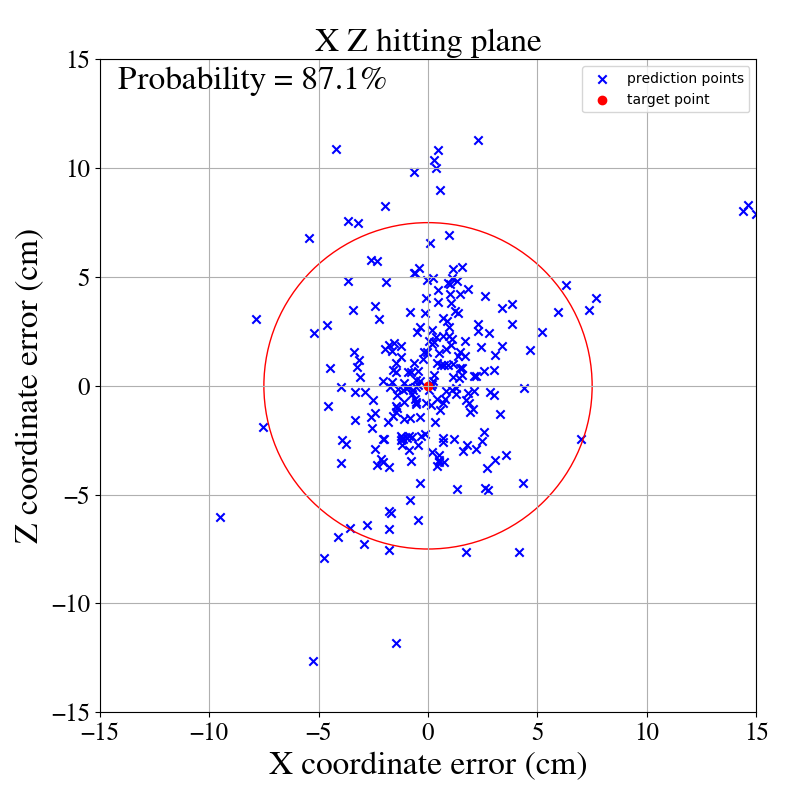 X Z hitting plane
Probability = 87.1%
prediction points
target point
15
10
5
0
−5
−10
−15
Z coordinate error (cm)
−15 −10 −5 0 5 10 15
X coordinate error (cm)